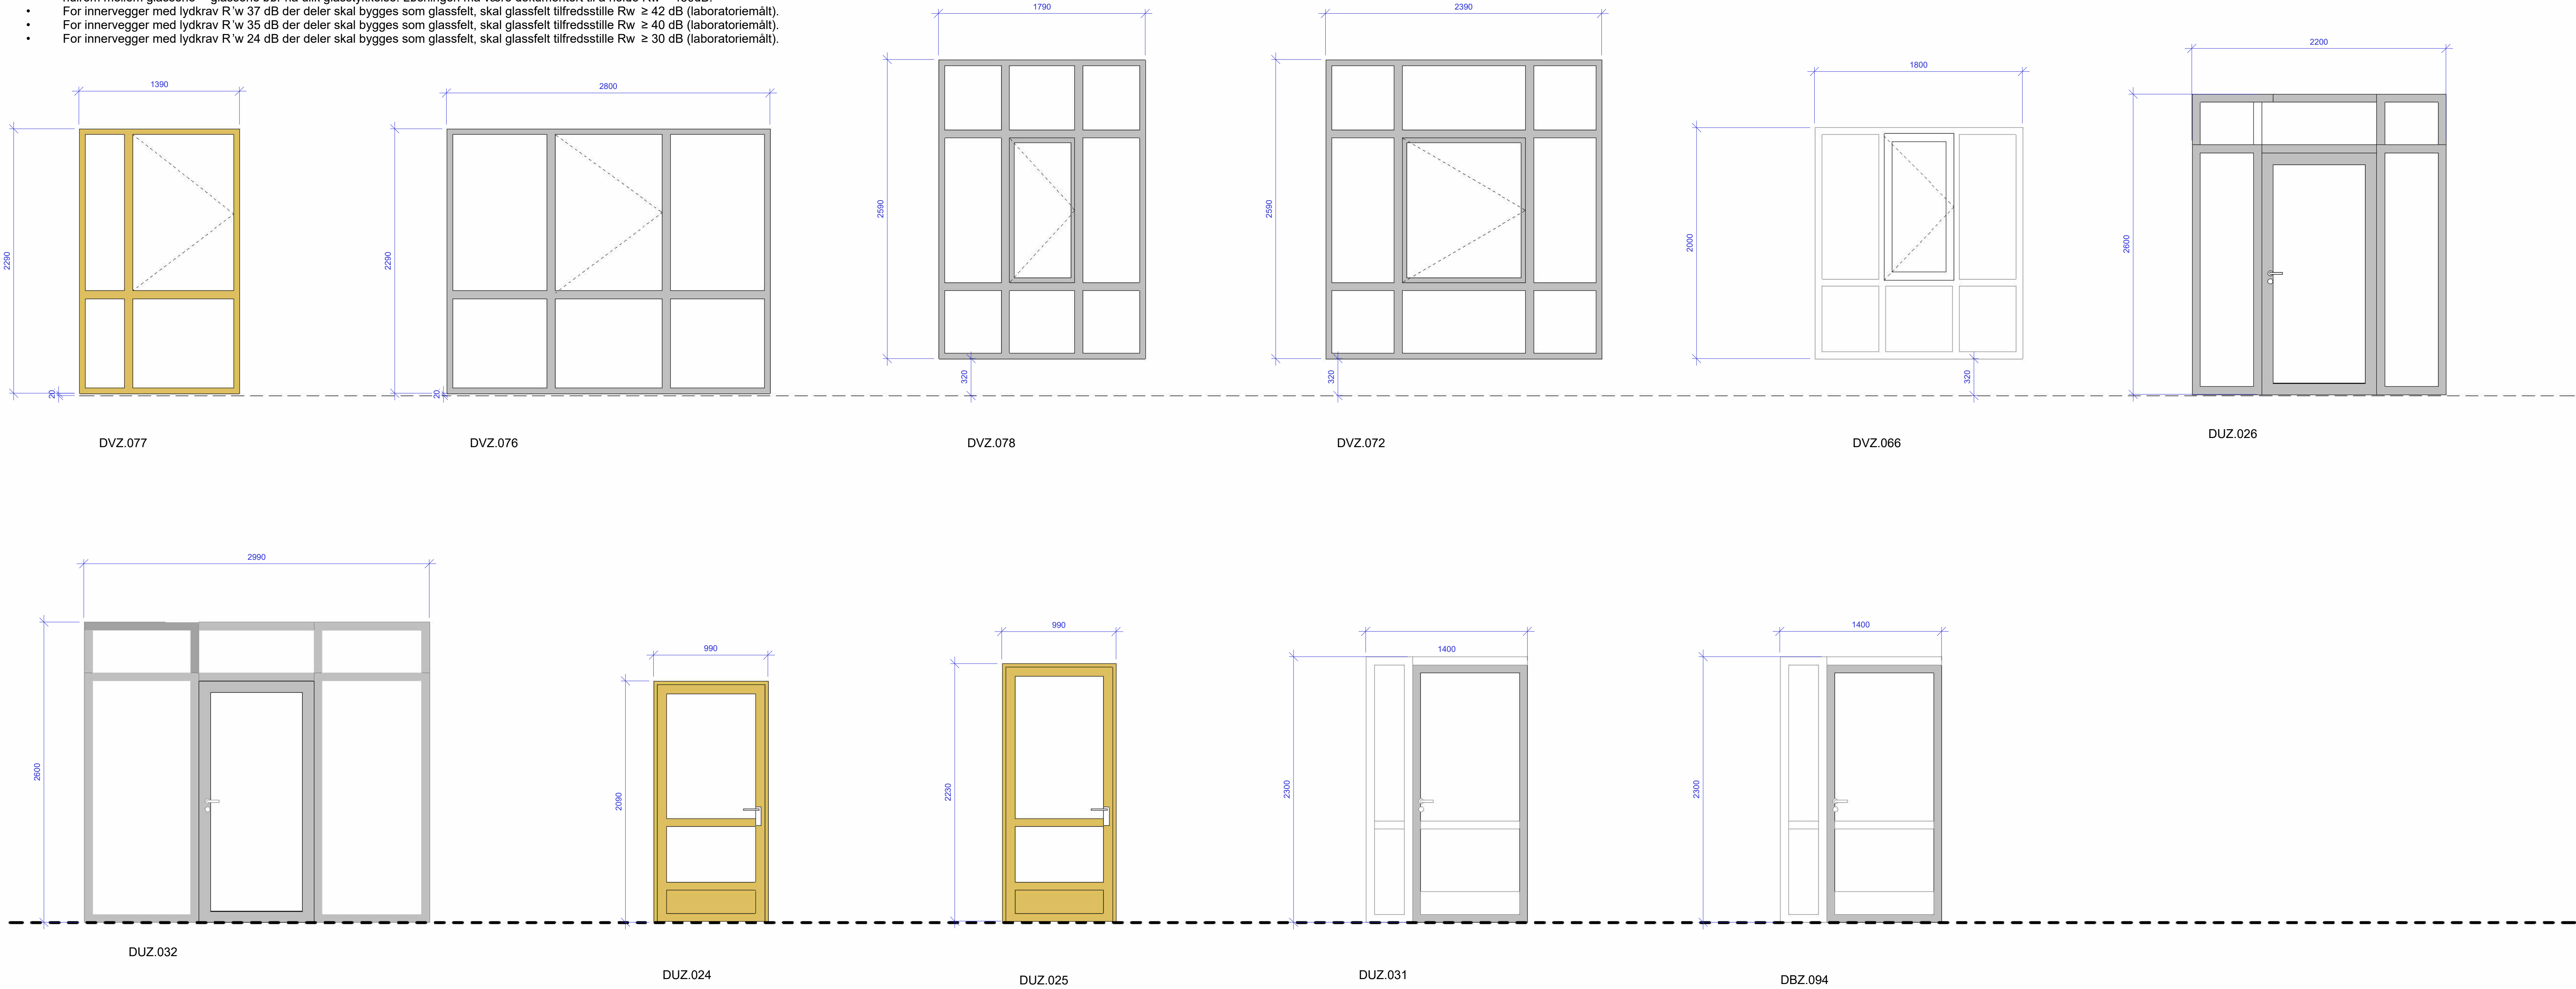 • For innervegger med lydkrav R'w 37 dB der deler skal bygges som glassfelt, skal glassfelt tilfredsstille Rw ≥ 42 dB (laboratoriemålt).
• For innervegger med lydkrav R'w 35 dB der deler skal bygges som glassfelt, skal glassfelt tilfredsstille Rw ≥ 40 dB (laboratoriemålt).
• For innervegger med lydkrav R'w 24 dB der deler skal bygges som glassfelt, skal glassfelt tilfredsstille Rw ≥ 30 dB (laboratoriemålt).
1390
2290
20
DVZ.077
2800
2290
20
DVZ.076
1790
2590
320
DVZ.078
2390
2590
320
DVZ.072
1800
2000
320
DVZ.066
2200
2600
DUZ.026
2990
2600
DUZ.032
990
2090
DUZ.024
990
2230
DUZ.025
1400
2300
DUZ.031
1400
2300
DBZ.094